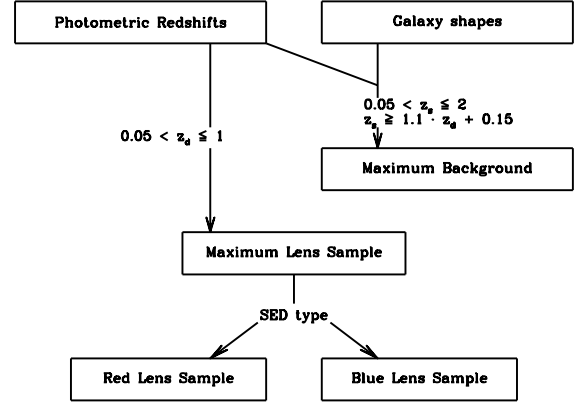 Photometric Redshifts
Galaxy shapes
0.05 < z_s ≦ 2
z_s ≧ 1.1 · z_d + 0.15
0.05 < z_d ≦ 1
Maximum Background
Maximum Lens Sample
SED type
Red Lens Sample
Blue Lens Sample